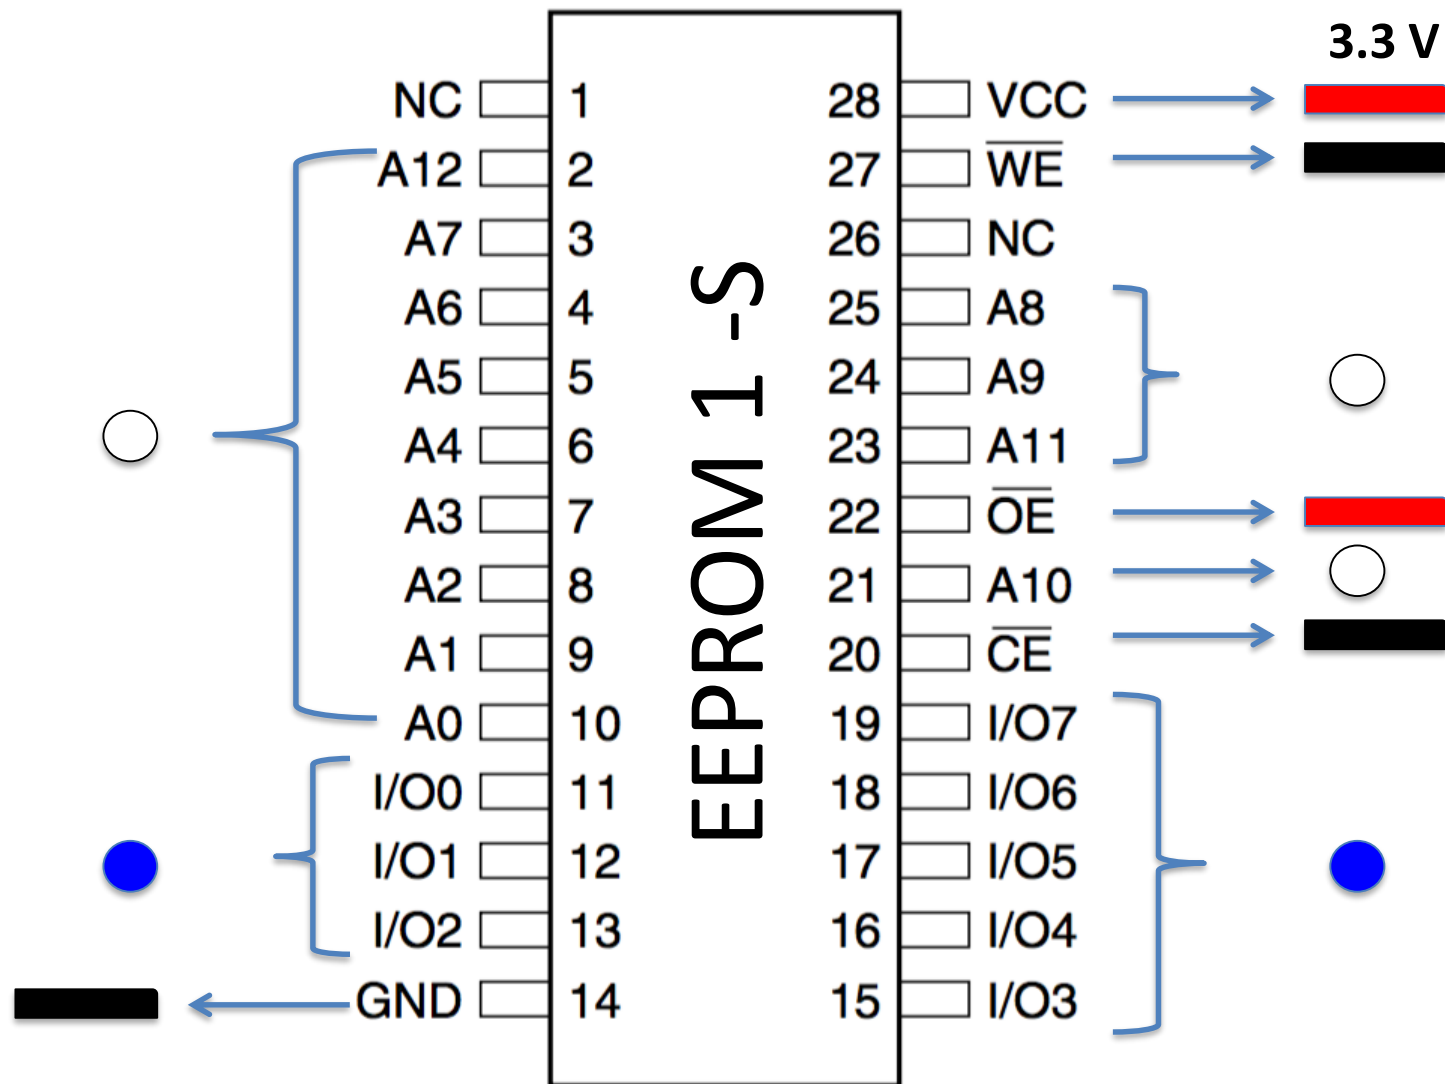 3.3 V
NC 1 28 VCC
A12 2 27 WE
A7 3 26 NC
A6 4 25 A8
A5 5 24 A9
A4 6 23 A11
A3 7 22 OE
A2 8 21 A10
A1 9 20 CE
A0 10 19 I/O7
I/O0 11 18 I/O6
I/O1 12 17 I/O5
I/O2 13 16 I/O4
GND 14 15 I/O3
EEPROM 1 -S